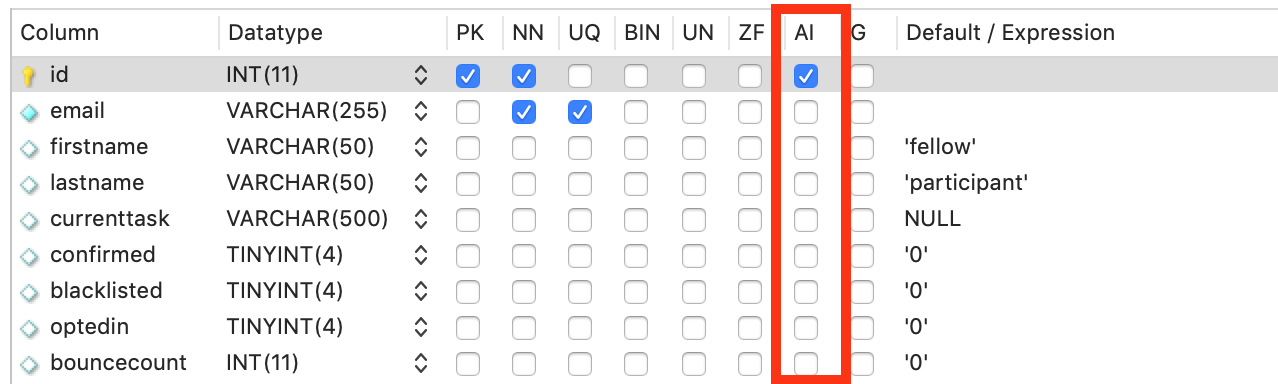 Column Datatype PK NN UQ BIN UN ZF AI G Default / Expression
id INT(11)
email VARCHAR(255)
firstname VARCHAR(50) 'fellow'
lastname VARCHAR(50) 'participant'
currenttask VARCHAR(500) NULL
confirmed TINYINT(4) '0'
blacklisted TINYINT(4) '0'
optedin TINYINT(4) '0'
bouncecount INT(11) '0'